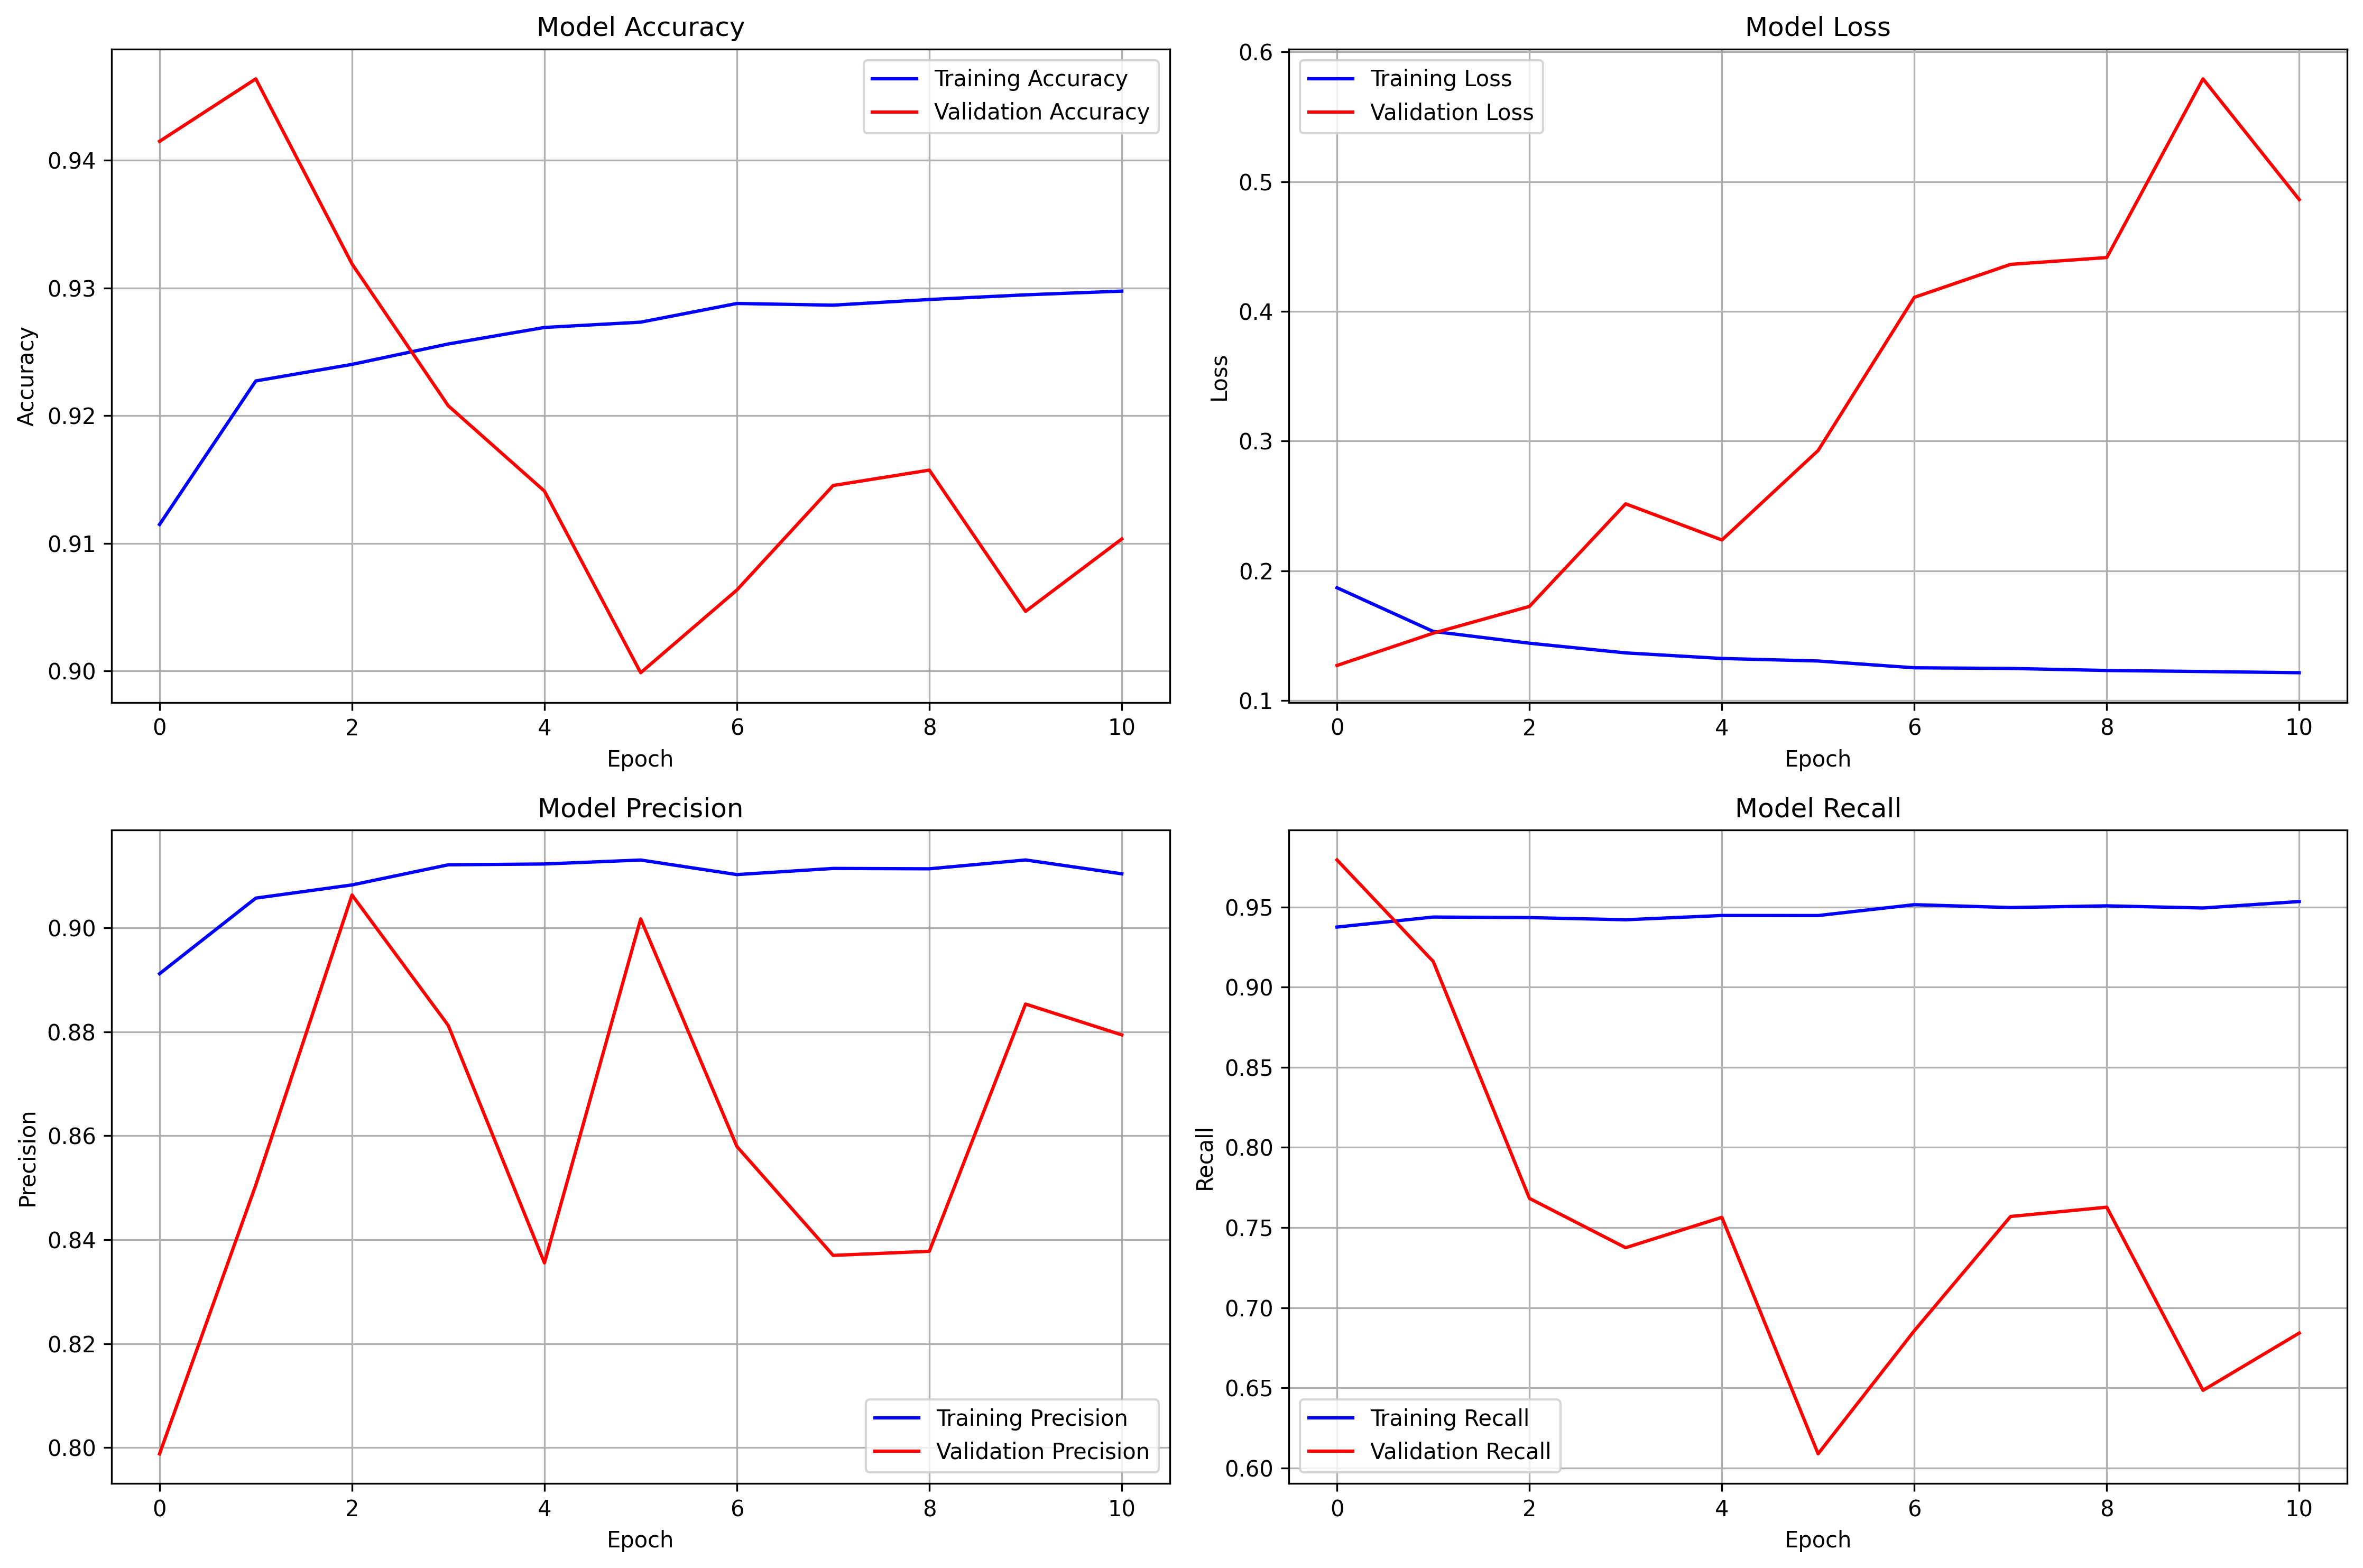 Model Accuracy
Training Accuracy
Validation Accuracy
0.94
0.93
0.92
0.91
0.90
Accuracy
0 2 4 6 8 10
Epoch
Model Loss
Training Loss
Validation Loss
0.6
0.5
0.4
0.3
0.2
0.1
Loss
0 2 4 6 8 10
Epoch
Model Precision
0.90
0.88
0.86
0.84
0.82
0.80
Precision
Training Precision
Validation Precision
0 2 4 6 8 10
Epoch
Model Recall
0.95
0.90
0.85
0.80
0.75
0.70
0.65
0.60
Recall
Training Recall
Validation Recall
0 2 4 6 8 10
Epoch